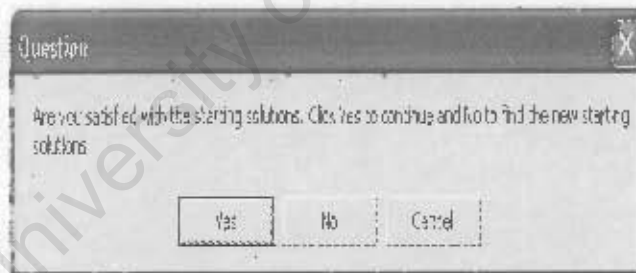 Question
Are you satisfied with the starting solutions. Click Yes to continue and No to find the new starting
solutions
Yes No Cancel
University